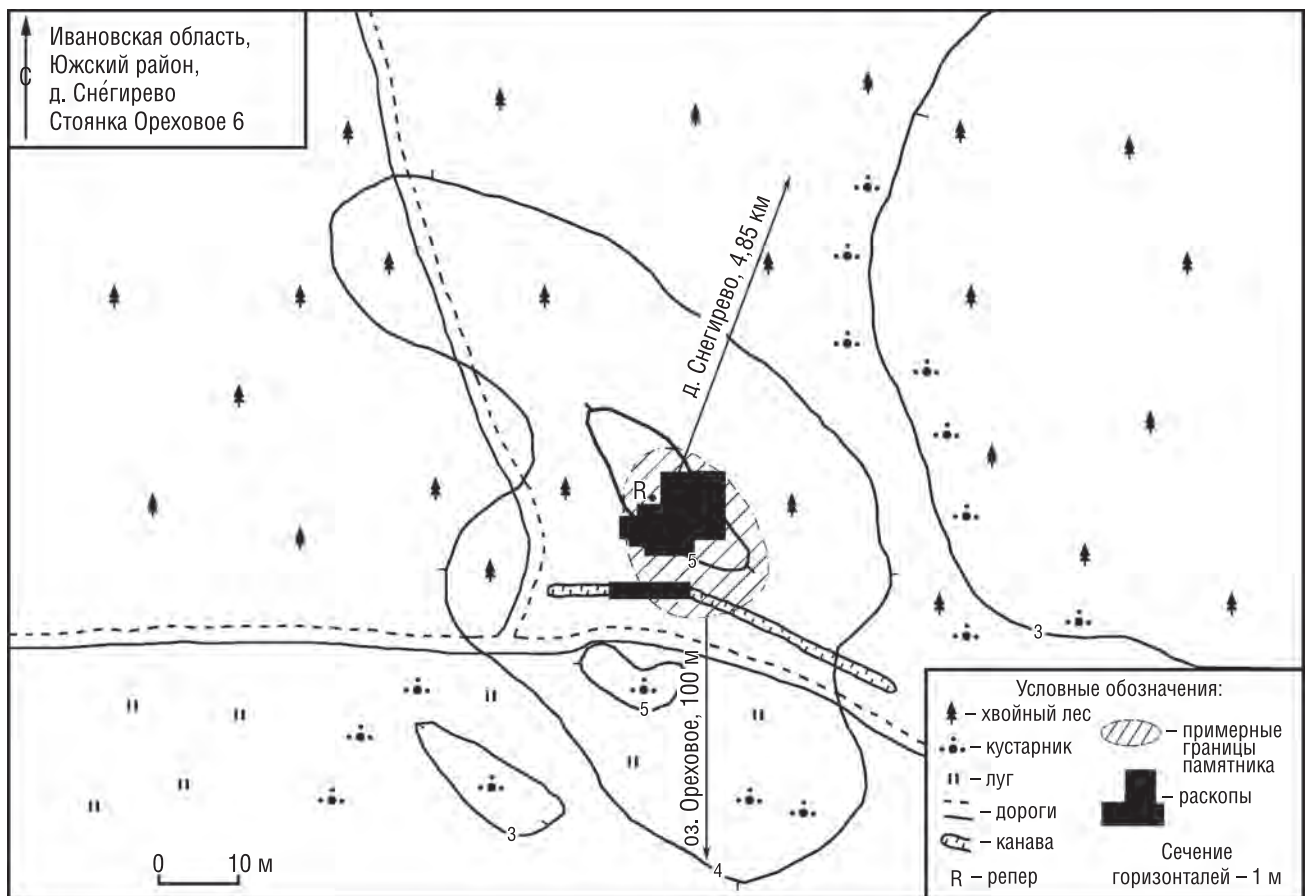 С
Ивановская область,
Южский район,
д. Сне́гирево
Стоянка Ореховое 6
д. Снегирево, 4,85 км
R
5
3
оз. Ореховое, 100 м
5
3
4
0 10 м
Условные обозначения:
– хвойный лес
– кустарник
– луг
– дороги
– канава
R – репер
– примерные
границы
памятника
– раскопы
Сечение
горизонталей – 1 м